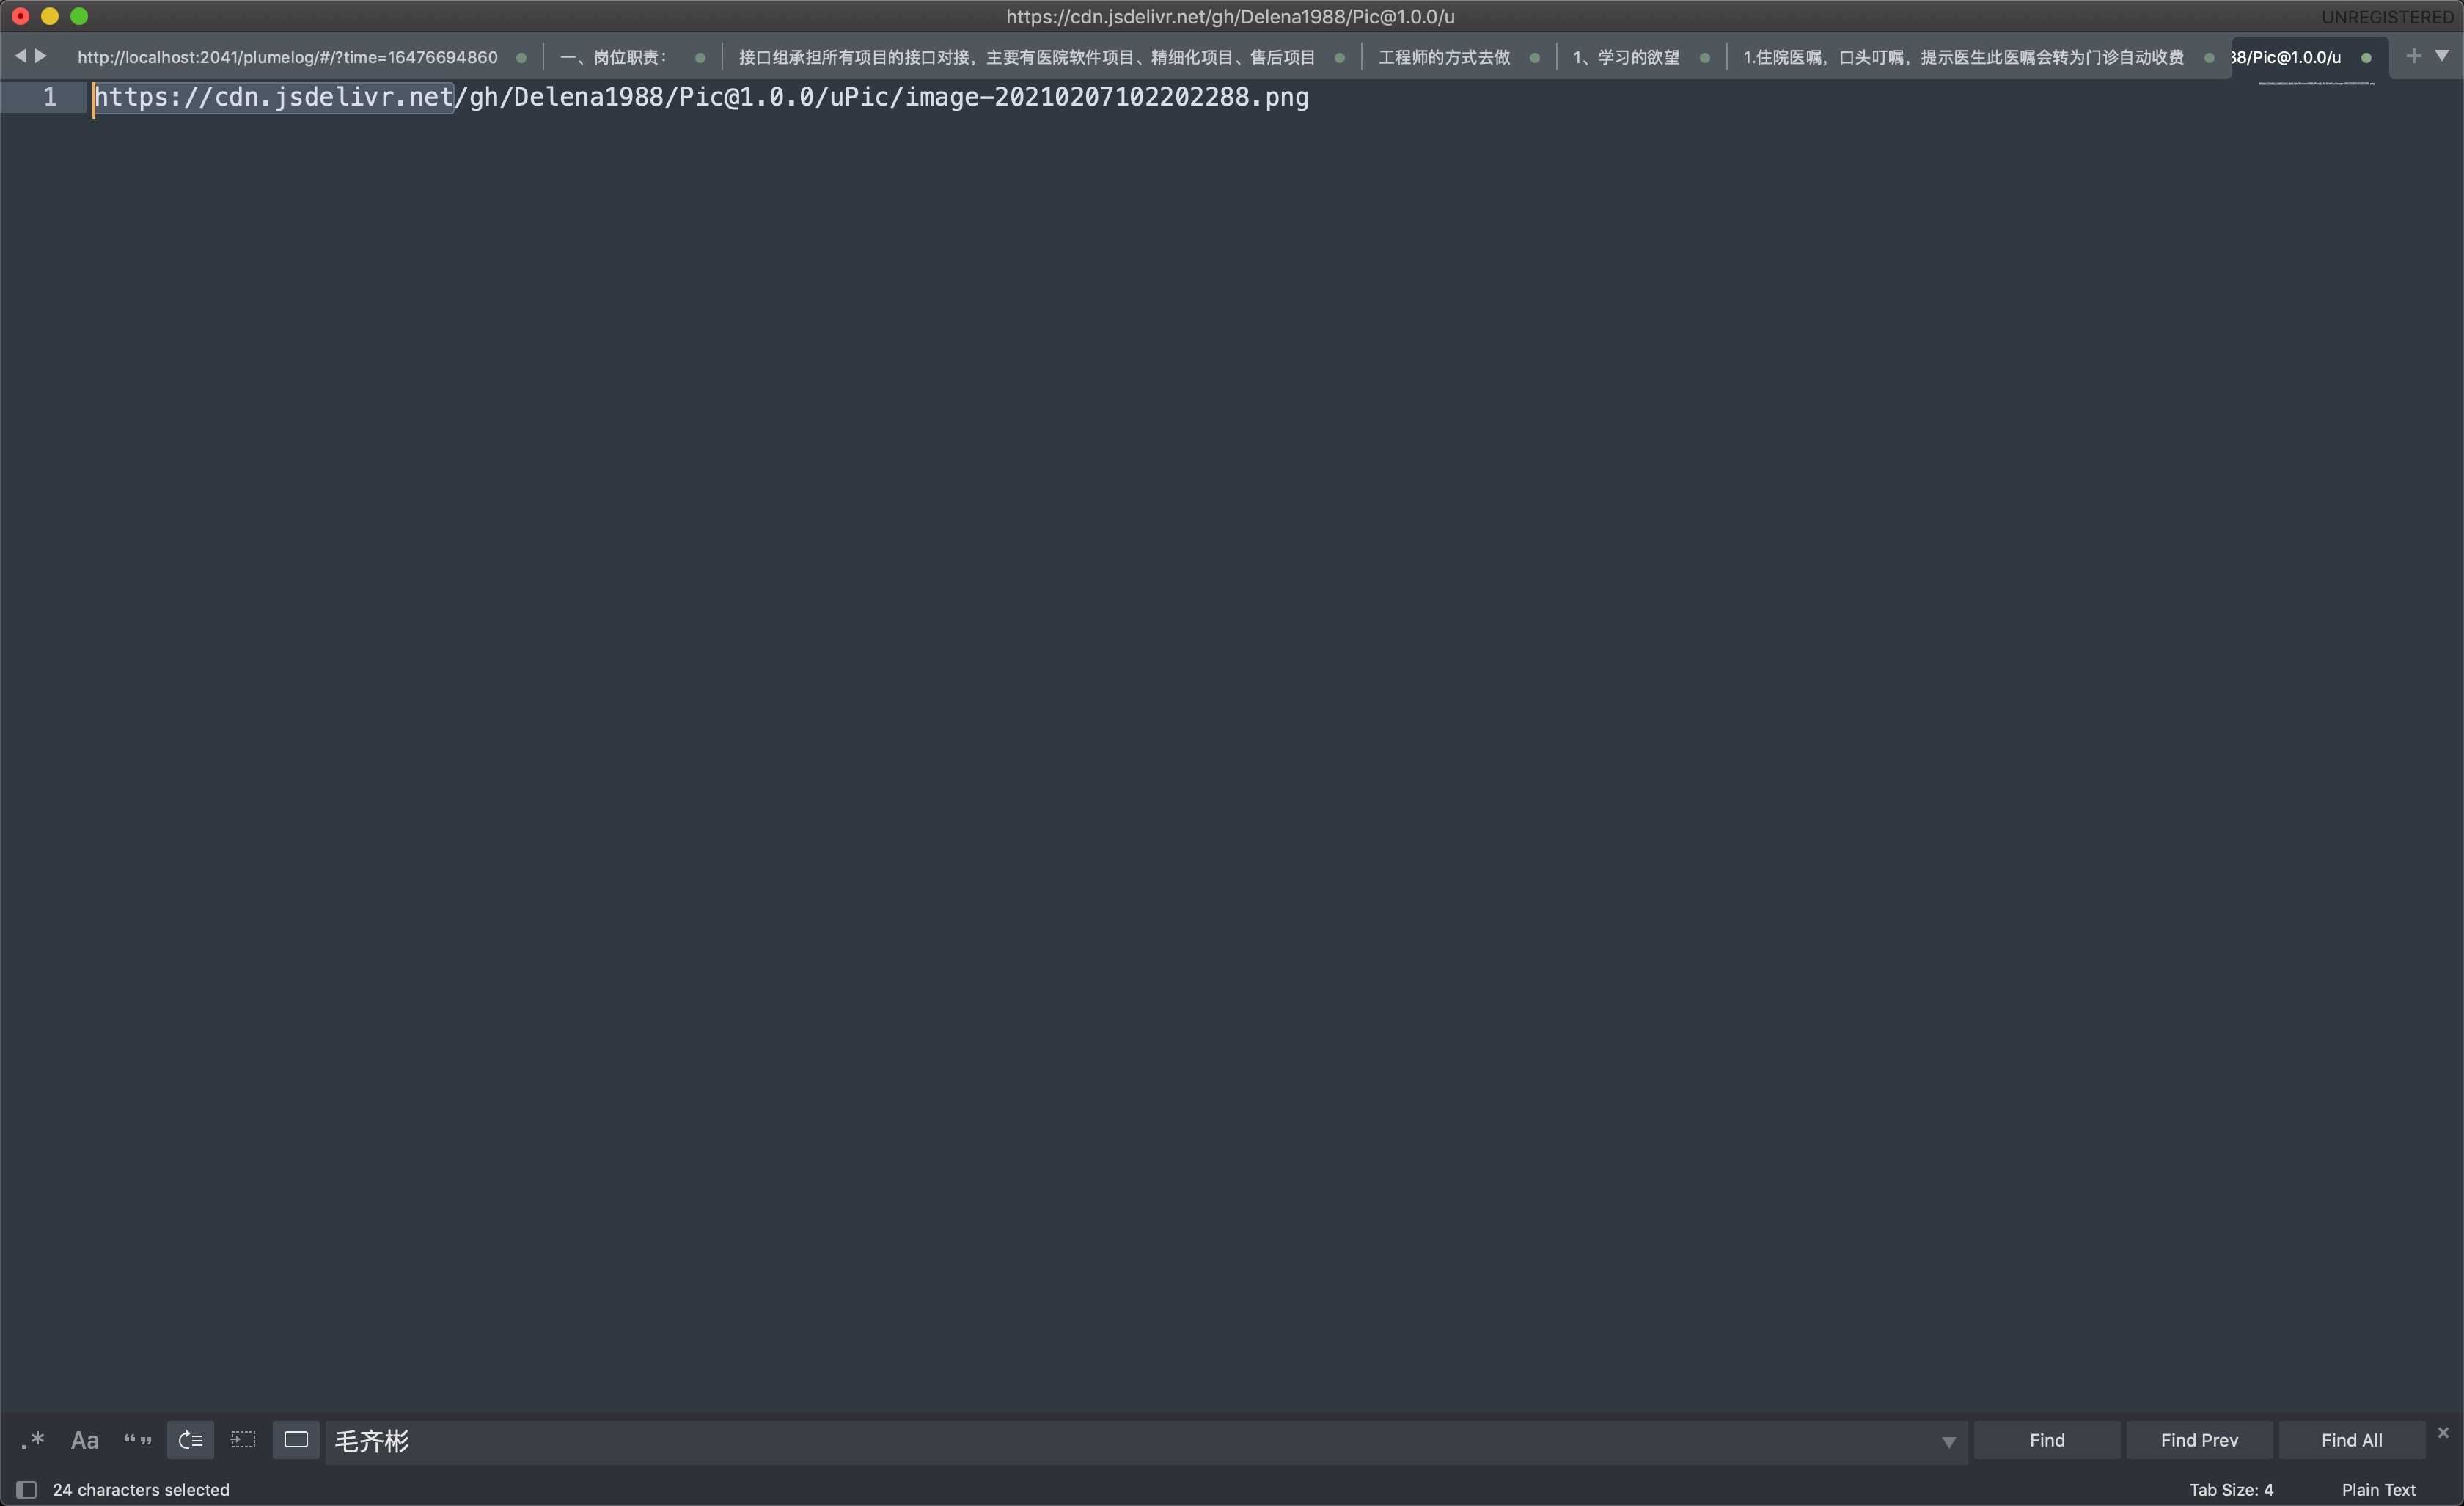 https://cdn.jsdelivr.net/gh/Delena1988/Pic@1.0.0/u
UNREGISTERED
http://localhost:2041/plumelog/#/?time=16476694860
一、岗位职责：
接口组承担所有项目的接口对接，主要有医院软件项目、精细化项目、售后项目
工程师的方式去做
1、学习的欲望
1.住院医嘱，口头叮嘱，提示医生此医嘱会转为门诊自动收费
88/Pic@1.0.0/u
1
https://cdn.jsdelivr.net/gh/Delena1988/Pic@1.0.0/uPic/image-20210207102202288.png
.*
Aa
“ ”
毛齐彬
Find
Find Prev
Find All
24 characters selected
Tab Size: 4
Plain Text